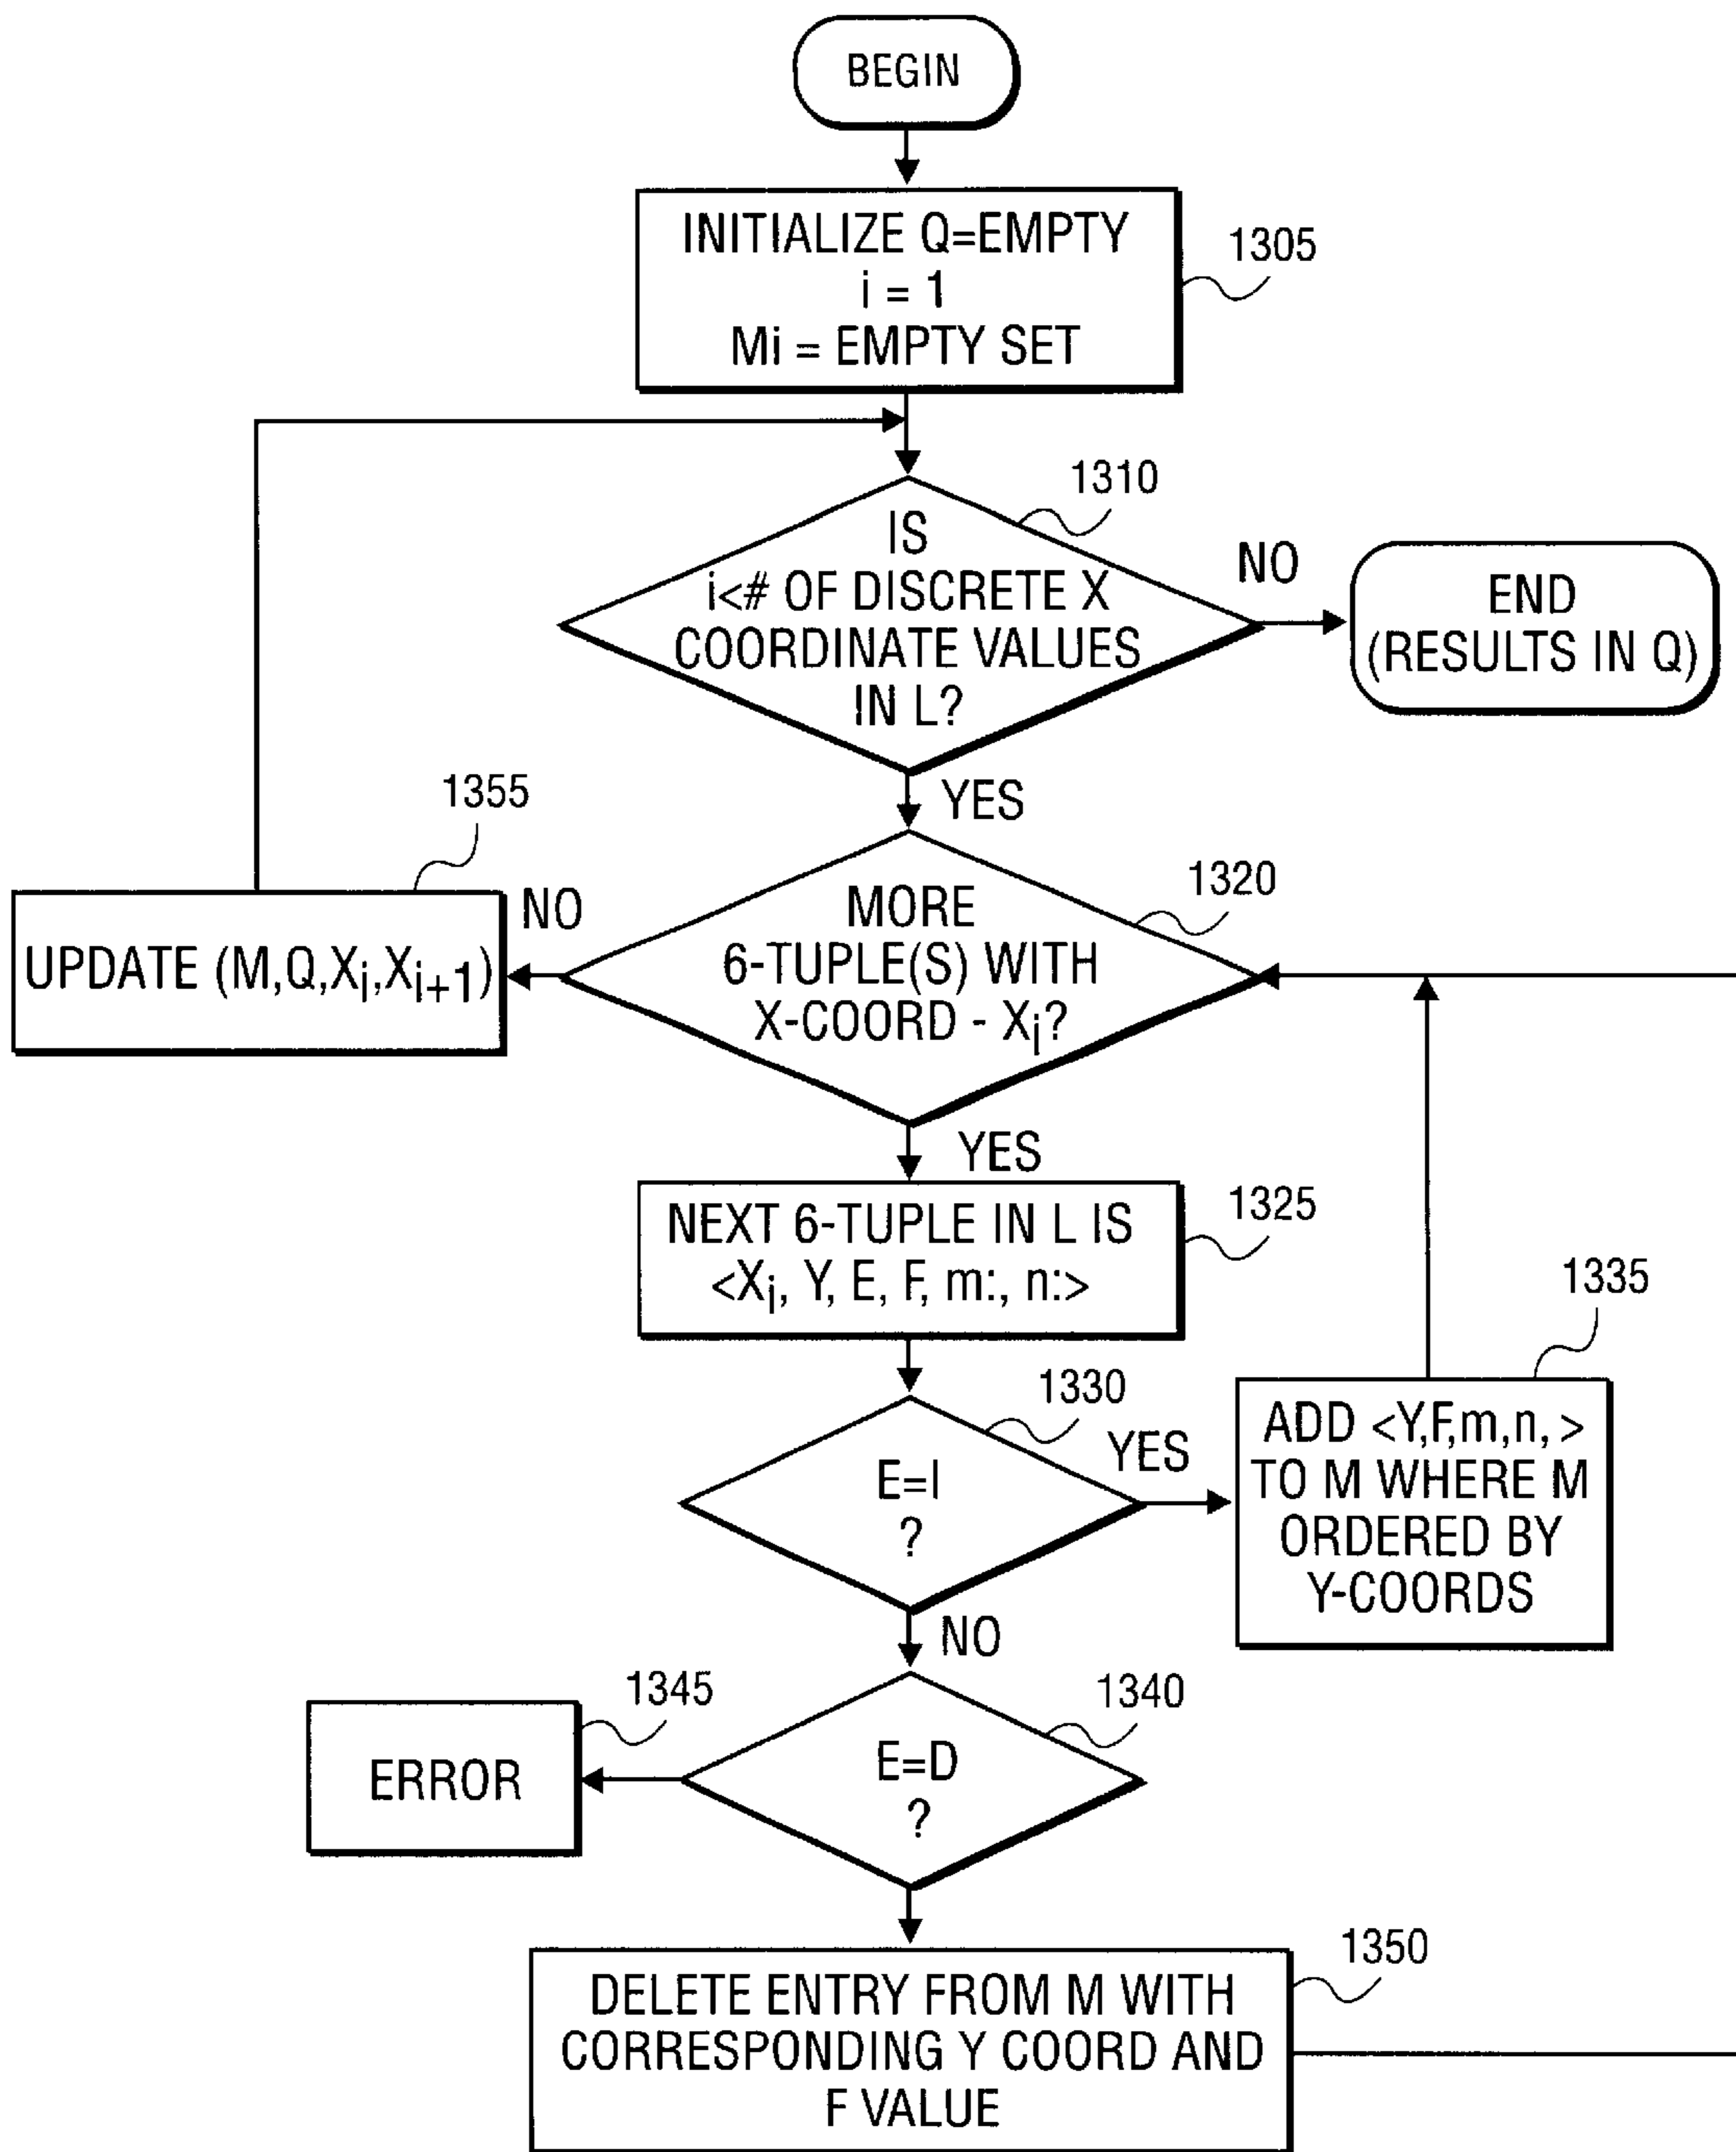 BEGIN
INITIALIZE Q=EMPTY
i = 1
Mi = EMPTY SET
1305
1310
IS
i<# OF DISCRETE X
COORDINATE VALUES
IN L?
NO
END
(RESULTS IN Q)
YES
1355
UPDATE (M,Q,Xi,Xi+1)
NO
1320
MORE
6-TUPLE(S) WITH
X-COORD - Xi?
YES
NEXT 6-TUPLE IN L IS
<Xi, Y, E, F, m:, n:>
1325
1330
E=I
?
YES
1335
ADD <Y,F,m,n, >
TO M WHERE M
ORDERED BY
Y-COORDS
NO
1345
ERROR
1340
E=D
?
1350
DELETE ENTRY FROM M WITH
CORRESPONDING Y COORD AND
F VALUE